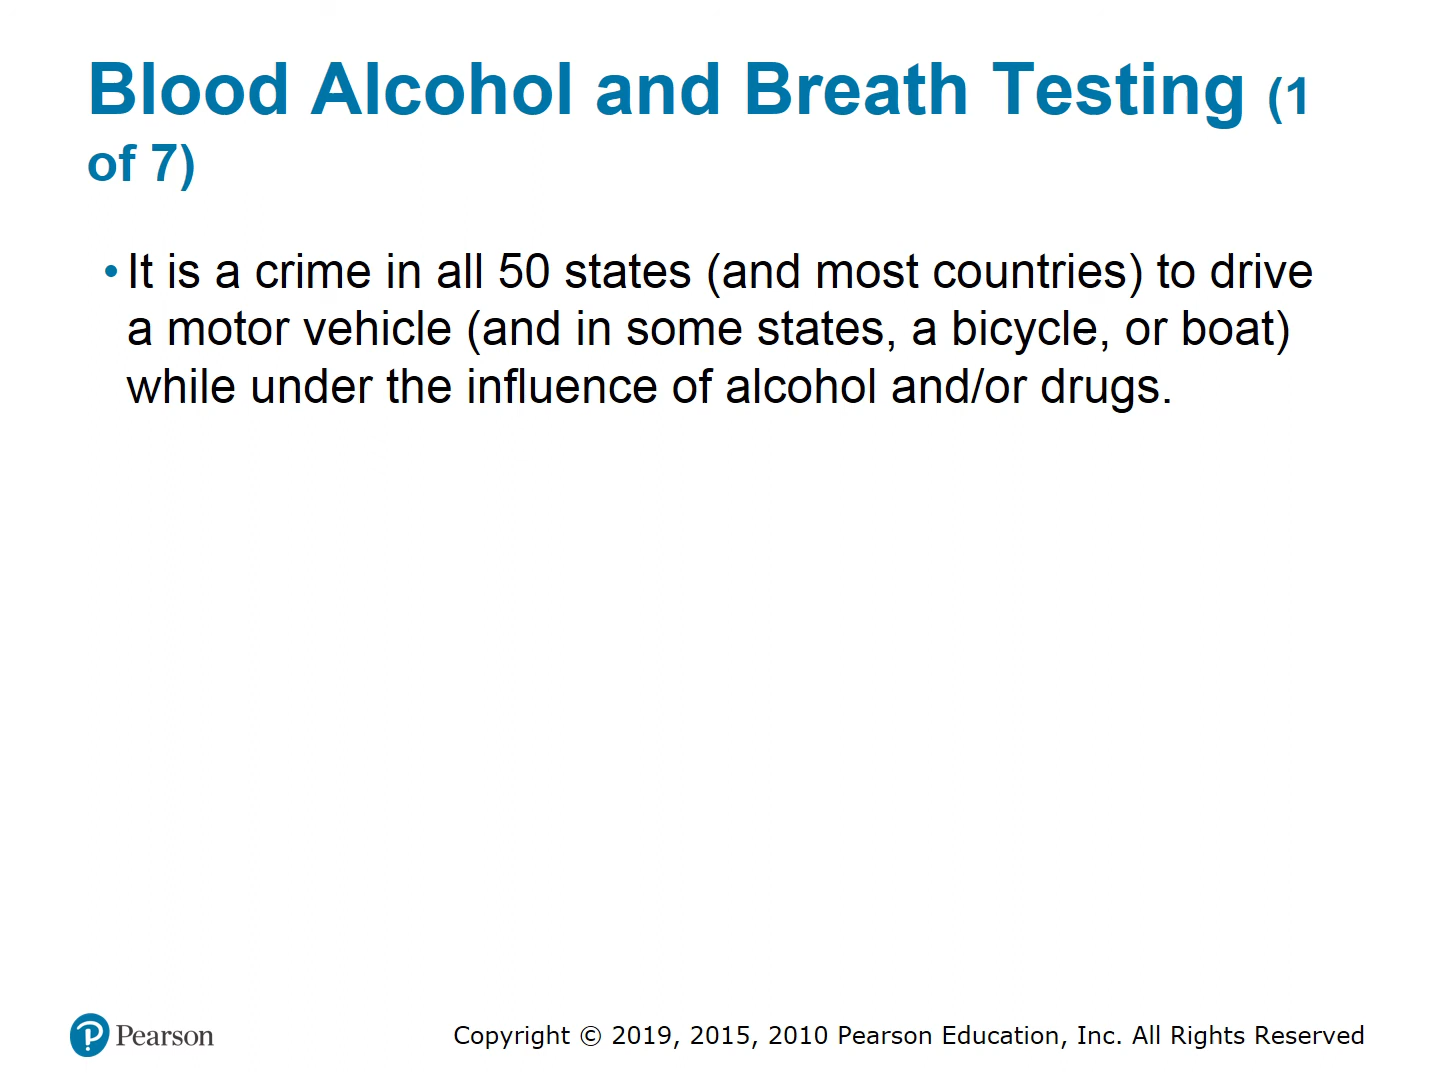 Blood Alcohol and Breath Testing (1
of 7)
• It is a crime in all 50 states (and most countries) to drive
a motor vehicle (and in some states, a bicycle, or boat)
while under the influence of alcohol and/or drugs.
Pearson
Copyright © 2019, 2015, 2010 Pearson Education, Inc. All Rights Reserved